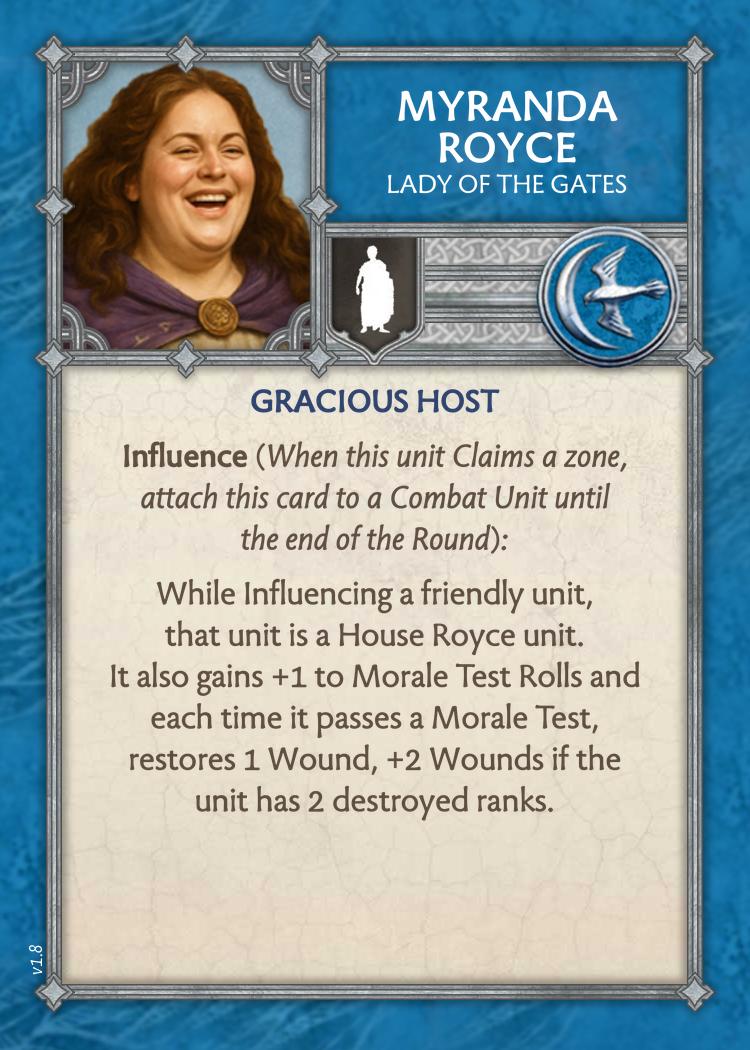 MYRANDA
ROYCE
LADY OF THE GATES
GRACIOUS HOST
Influence (When this unit Claims a zone,
attach this card to a Combat Unit until
the end of the Round):
While Influencing a friendly unit,
that unit is a House Royce unit.
It also gains +1 to Morale Test Rolls and
each time it passes a Morale Test,
restores 1 Wound, +2 Wounds if the
unit has 2 destroyed ranks.
v1.8